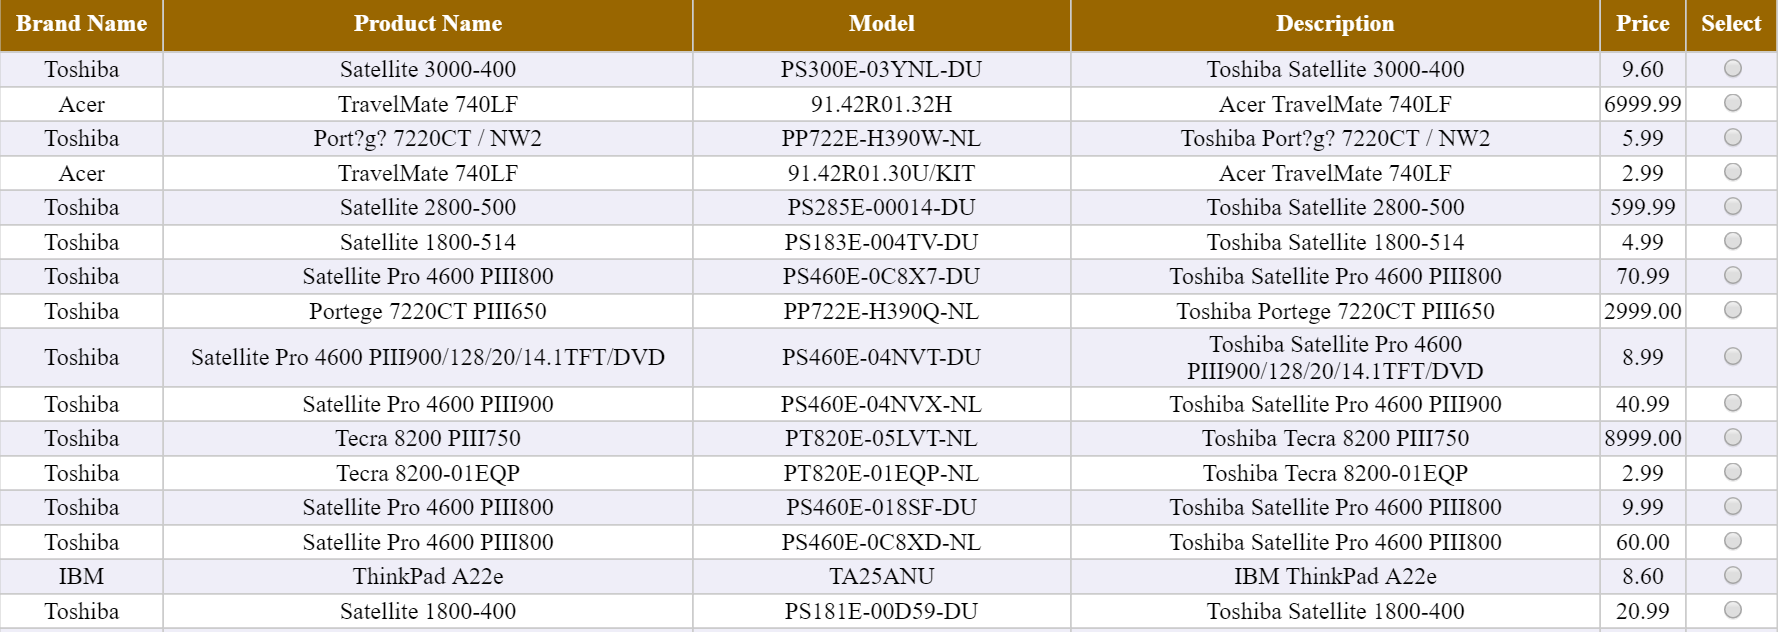 Brand Name Product Name Model Description Price Select
Toshiba Satellite 3000-400 PS300E-03YNL-DU Toshiba Satellite 3000-400 9.60
Acer TravelMate 740LF 91.42R01.32H Acer TravelMate 740LF 6999.99
Toshiba Port?g? 7220CT / NW2 PP722E-H390W-NL Toshiba Port?g? 7220CT / NW2 5.99
Acer TravelMate 740LF 91.42R01.30U/KIT Acer TravelMate 740LF 2.99
Toshiba Satellite 2800-500 PS285E-00014-DU Toshiba Satellite 2800-500 599.99
Toshiba Satellite 1800-514 PS183E-004TV-DU Toshiba Satellite 1800-514 4.99
Toshiba Satellite Pro 4600 PIII800 PS460E-0C8X7-DU Toshiba Satellite Pro 4600 PIII800 70.99
Toshiba Portege 7220CT PIII650 PP722E-H390Q-NL Toshiba Portege 7220CT PIII650 2999.00
Toshiba Satellite Pro 4600 PIII900/128/20/14.1TFT/DVD PS460E-04NVT-DU Toshiba Satellite Pro 4600
PIII900/128/20/14.1TFT/DVD 8.99
Toshiba Satellite Pro 4600 PIII900 PS460E-04NVX-NL Toshiba Satellite Pro 4600 PIII900 40.99
Toshiba Tecra 8200 PIII750 PT820E-05LVT-NL Toshiba Tecra 8200 PIII750 8999.00
Toshiba Tecra 8200-01EQP PT820E-01EQP-NL Toshiba Tecra 8200-01EQP 2.99
Toshiba Satellite Pro 4600 PIII800 PS460E-018SF-DU Toshiba Satellite Pro 4600 PIII800 9.99
Toshiba Satellite Pro 4600 PIII800 PS460E-0C8XD-NL Toshiba Satellite Pro 4600 PIII800 60.00
IBM ThinkPad A22e TA25ANU IBM ThinkPad A22e 8.60
Toshiba Satellite 1800-400 PS181E-00D59-DU Toshiba Satellite 1800-400 20.99